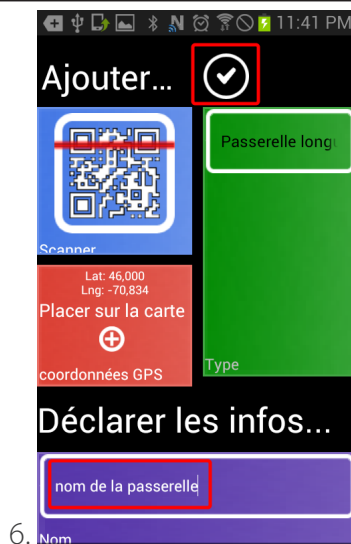 11:41 PM
Ajouter...
Passerelle long
Scanner
Lat: 46,000
Lng: -70,834
Placer sur la carte
coordonnées GPS
Type
Déclarer les infos...
nom de la passerelle
6.
Nom